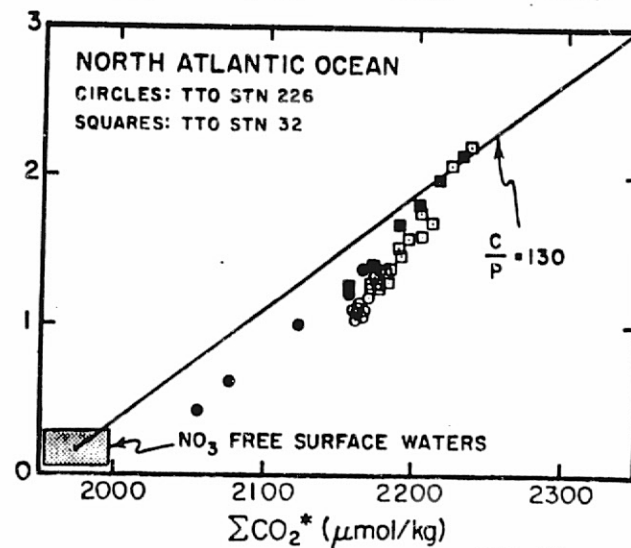 3
NORTH ATLANTIC OCEAN
CIRCLES: TTO STN 226
SQUARES: TTO STN 32
2
C/P = 130
1
NO₃ FREE SURFACE WATERS
0
2000 2100 2200 2300
ΣCO₂* (μmol/kg)